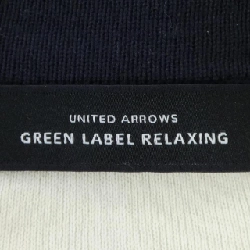 UNITED ARROWS
GREEN LABEL RELAXING